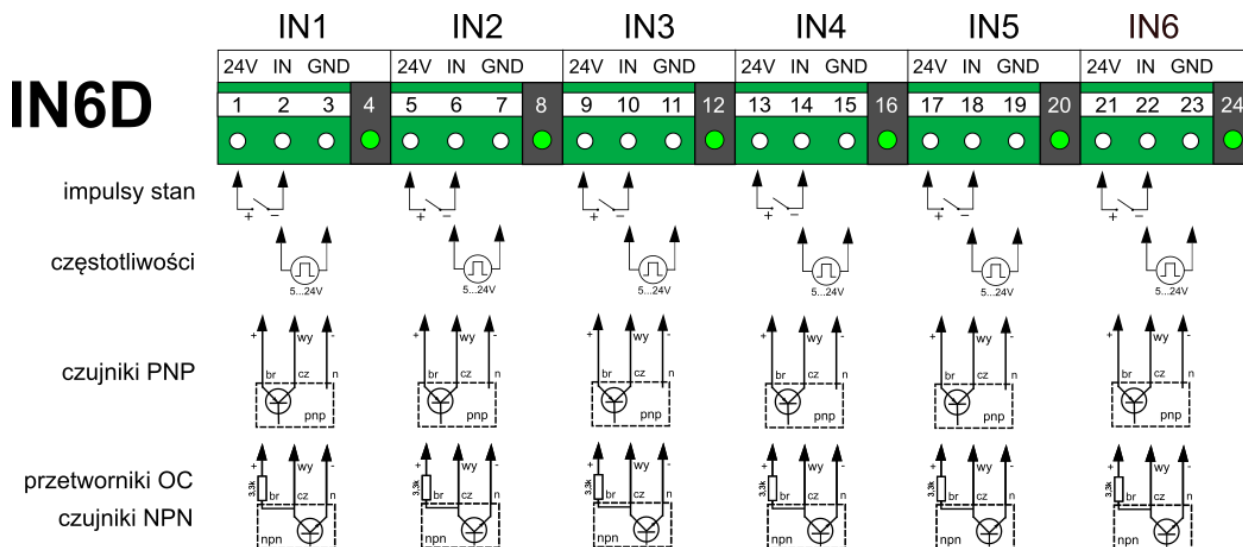 IN1 IN2 IN3 IN4 IN5 IN6
24V IN GND 24V IN GND 24V IN GND 24V IN GND 24V IN GND 24V IN GND
IN6D
1 2 3 4 5 6 7 8 9 10 11 12 13 14 15 16 17 18 19 20 21 22 23 24
impulsy stan
+ − + − + − + − + − + −
częstotliwości
5...24V 5...24V 5...24V 5...24V 5...24V 5...24V
+ wy - + wy - + wy - + wy - + wy - + wy -
czujniki PNP
br cz n br cz n br cz n br cz n br cz n br cz n
pnp pnp pnp pnp pnp pnp
+ wy - + wy - + wy - + wy - + wy - + wy -
przetworniki OC
3,3k br cz n 3,3k br cz n 3,3k br cz n 3,3k br cz n 3,3k br cz n 3,3k br cz n
czujniki NPN
npn npn npn npn npn npn